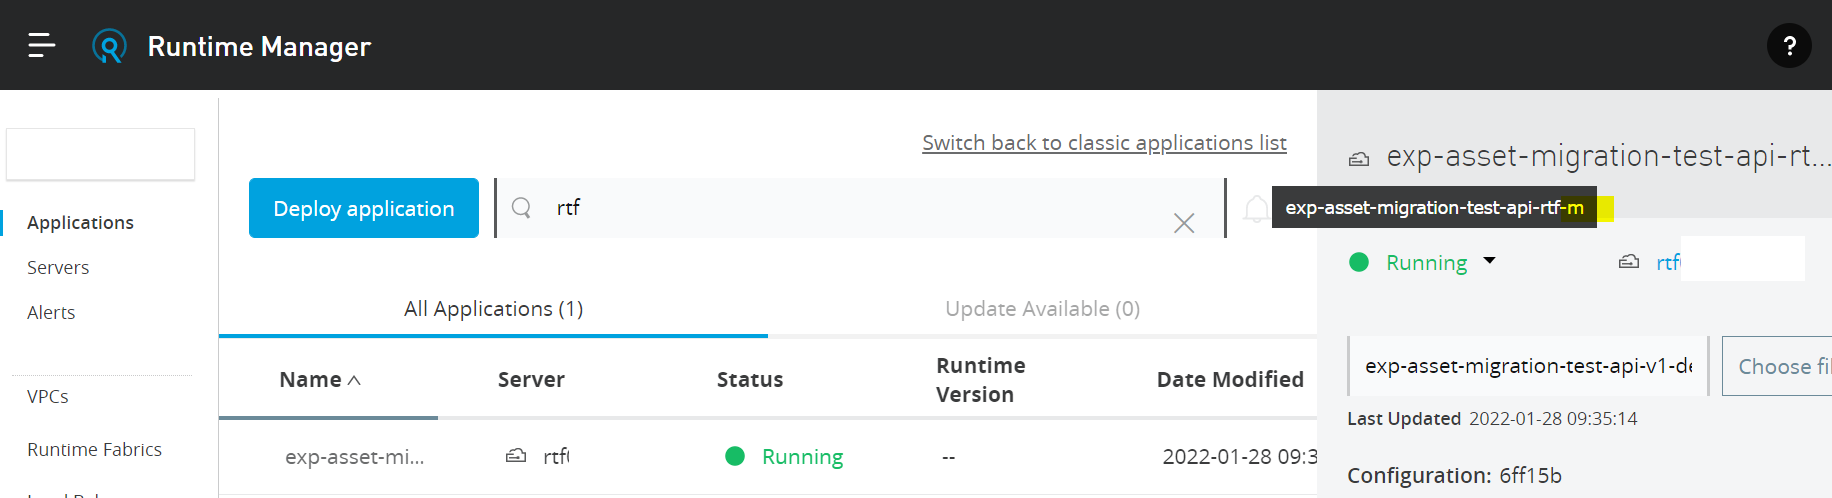 Runtime Manager
?
Switch back to classic applications list
exp-asset-migration-test-api-rt...
Deploy application
rtf
exp-asset-migration-test-api-rtf-m
Applications
Servers
Alerts
VPCs
Runtime Fabrics
Running
rtf
All Applications (1)
Update Available (0)
exp-asset-migration-test-api-v1-de
Choose fil
Name
Server
Status
Runtime Version
Date Modified
Last Updated 2022-01-28 09:35:14
exp-asset-mi...
rtf
Running
--
2022-01-28 09:3
Configuration: 6ff15b